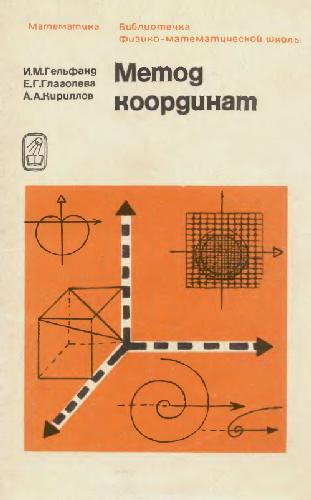 Математика
Библиотечка
физико-математической школы
И.М.Гельфанд
Е.Г.Глаголева
А.А.Кириллов
Метод
координат